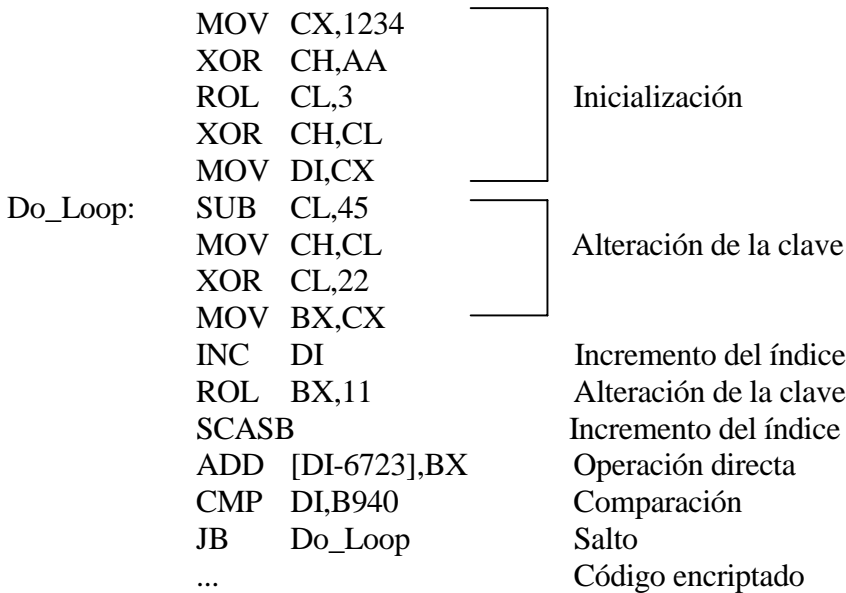 MOV CX,1234
XOR CH,AA
ROL CL,3 Inicialización
XOR CH,CL
MOV DI,CX
Do_Loop: SUB CL,45
MOV CH,CL Alteración de la clave
XOR CL,22
MOV BX,CX
INC DI Incremento del índice
ROL BX,11 Alteración de la clave
SCASB Incremento del índice
ADD [DI-6723],BX Operación directa
CMP DI,B940 Comparación
JB Do_Loop Salto
... Código encriptado